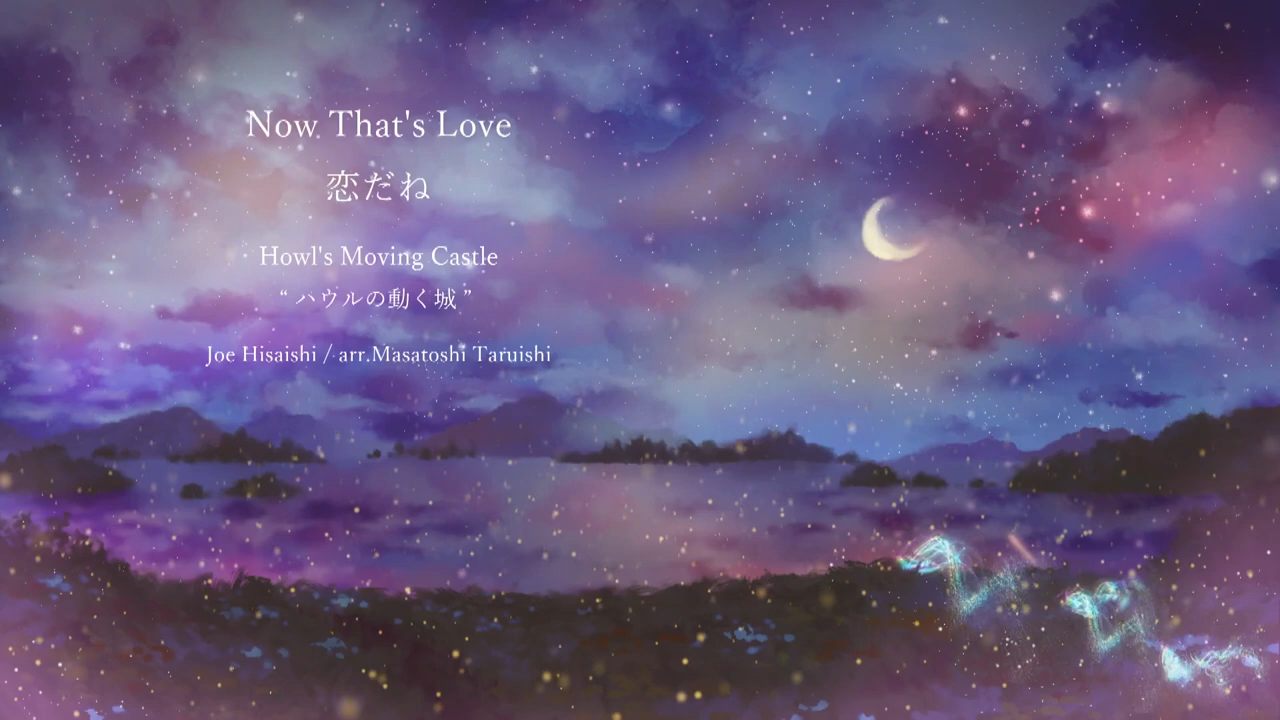 Now That's Love
恋だね
Howl's Moving Castle
“ ハウルの動く城 ”
Joe Hisaishi / arr.Masatoshi Taruishi